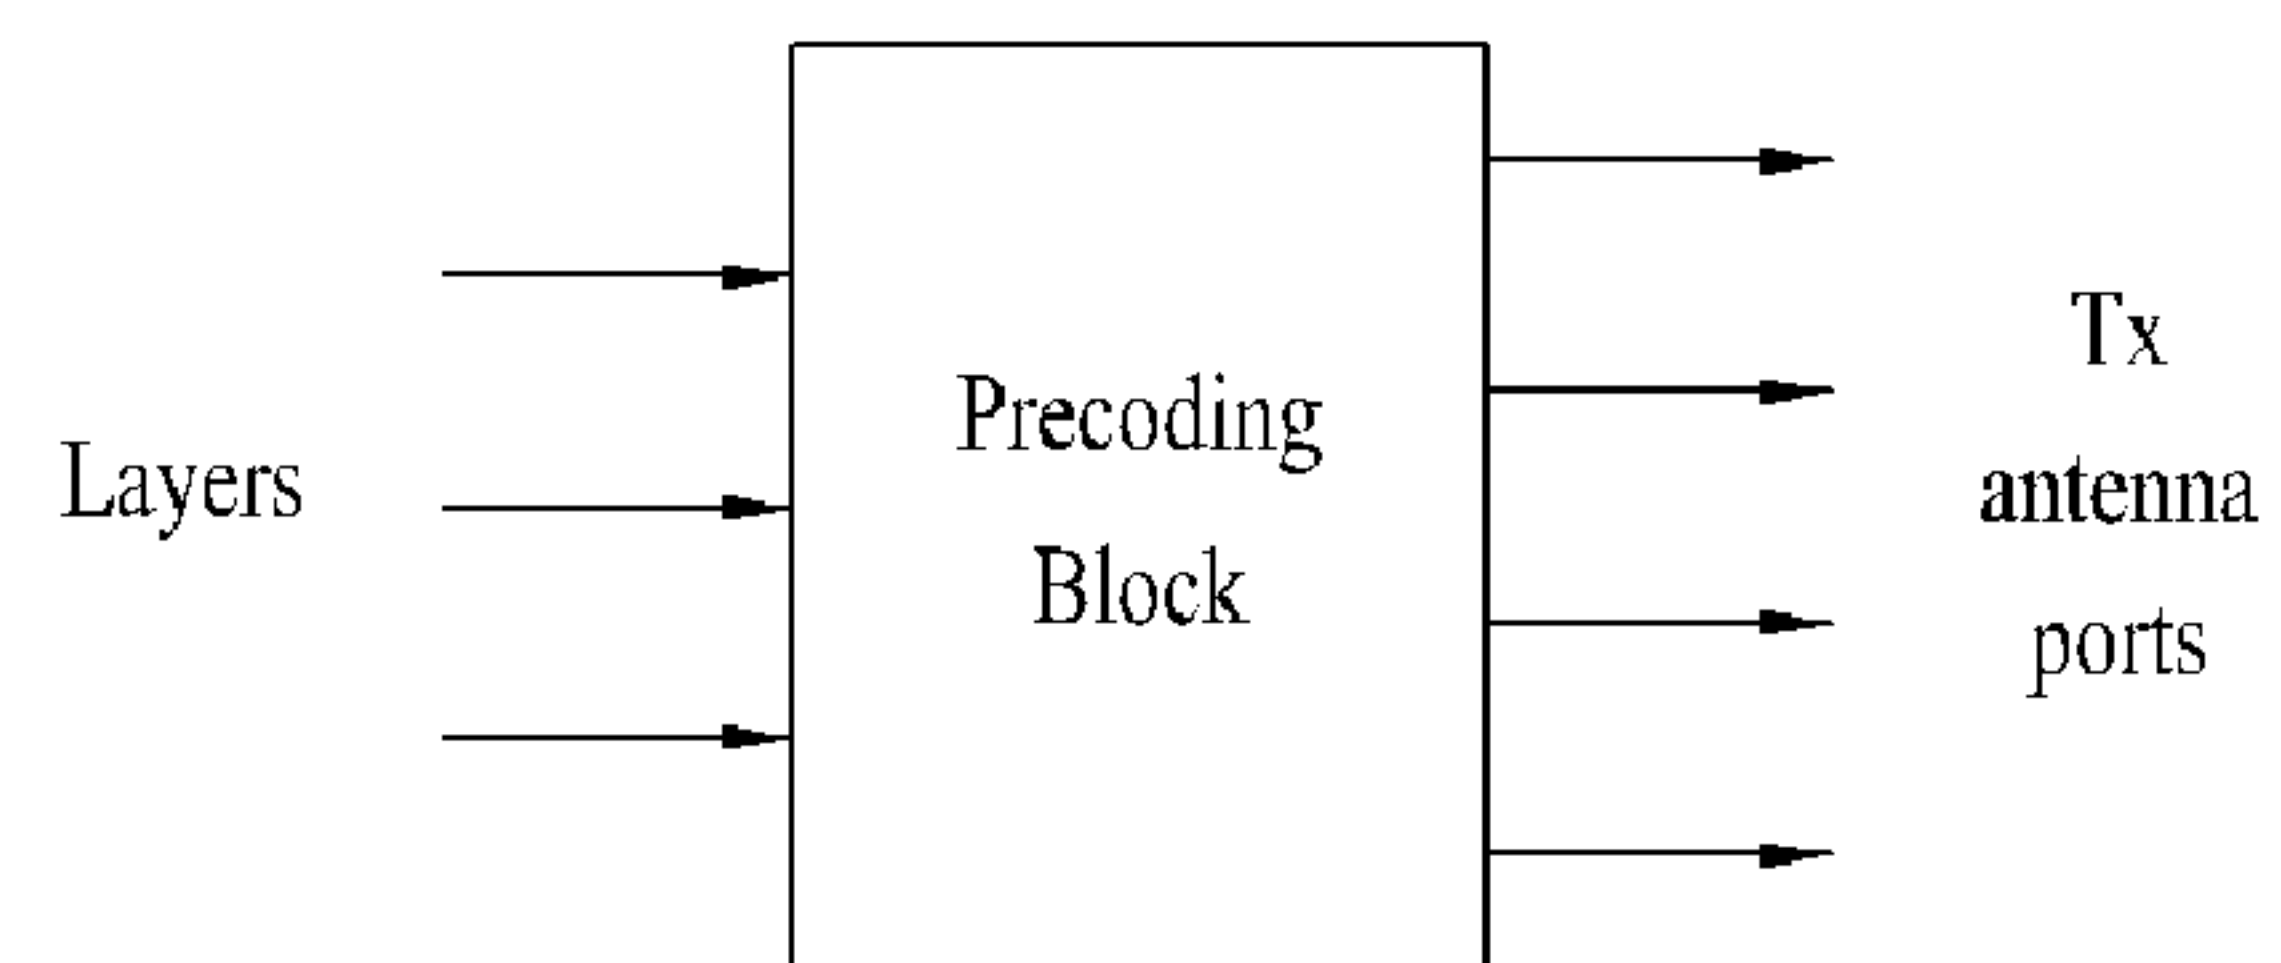 Layers
Precoding
Block
Tx
antenna
ports